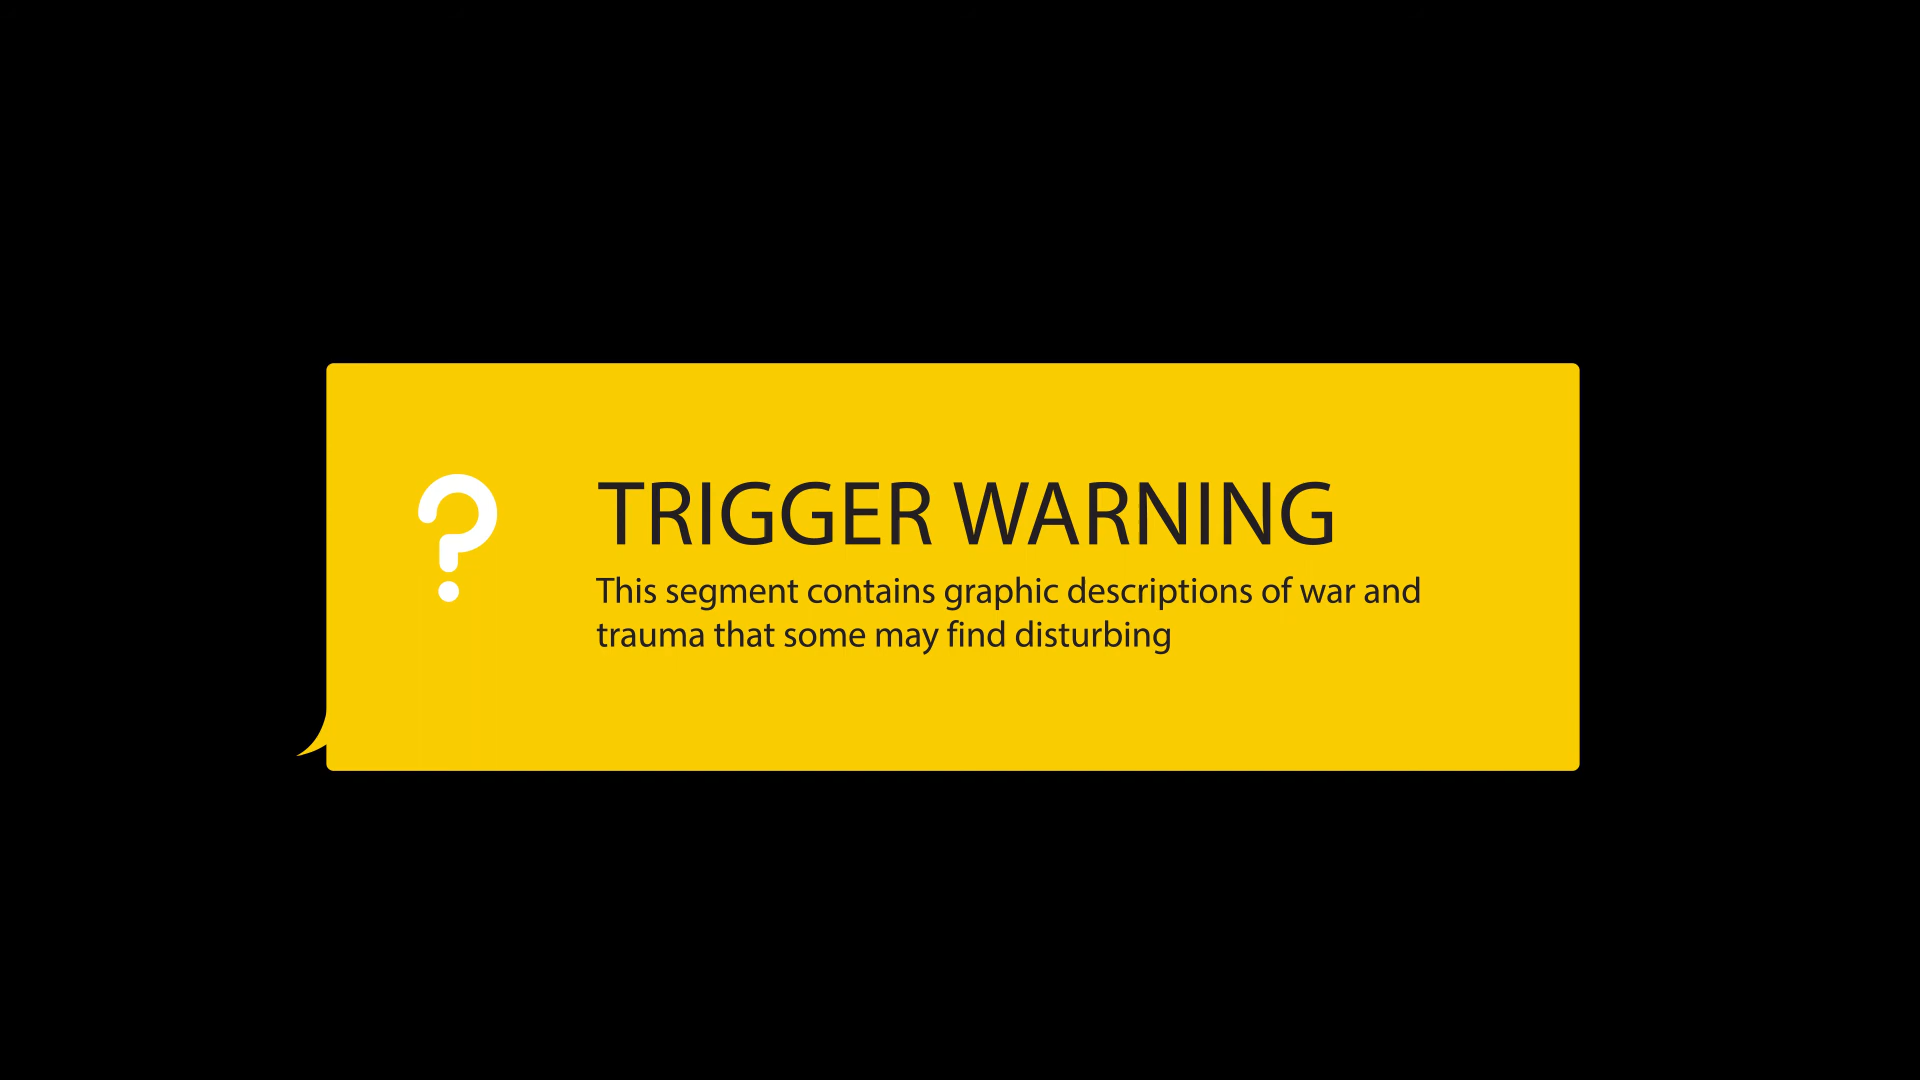 ?
TRIGGER WARNING
This segment contains graphic descriptions of war and
trauma that some may find disturbing